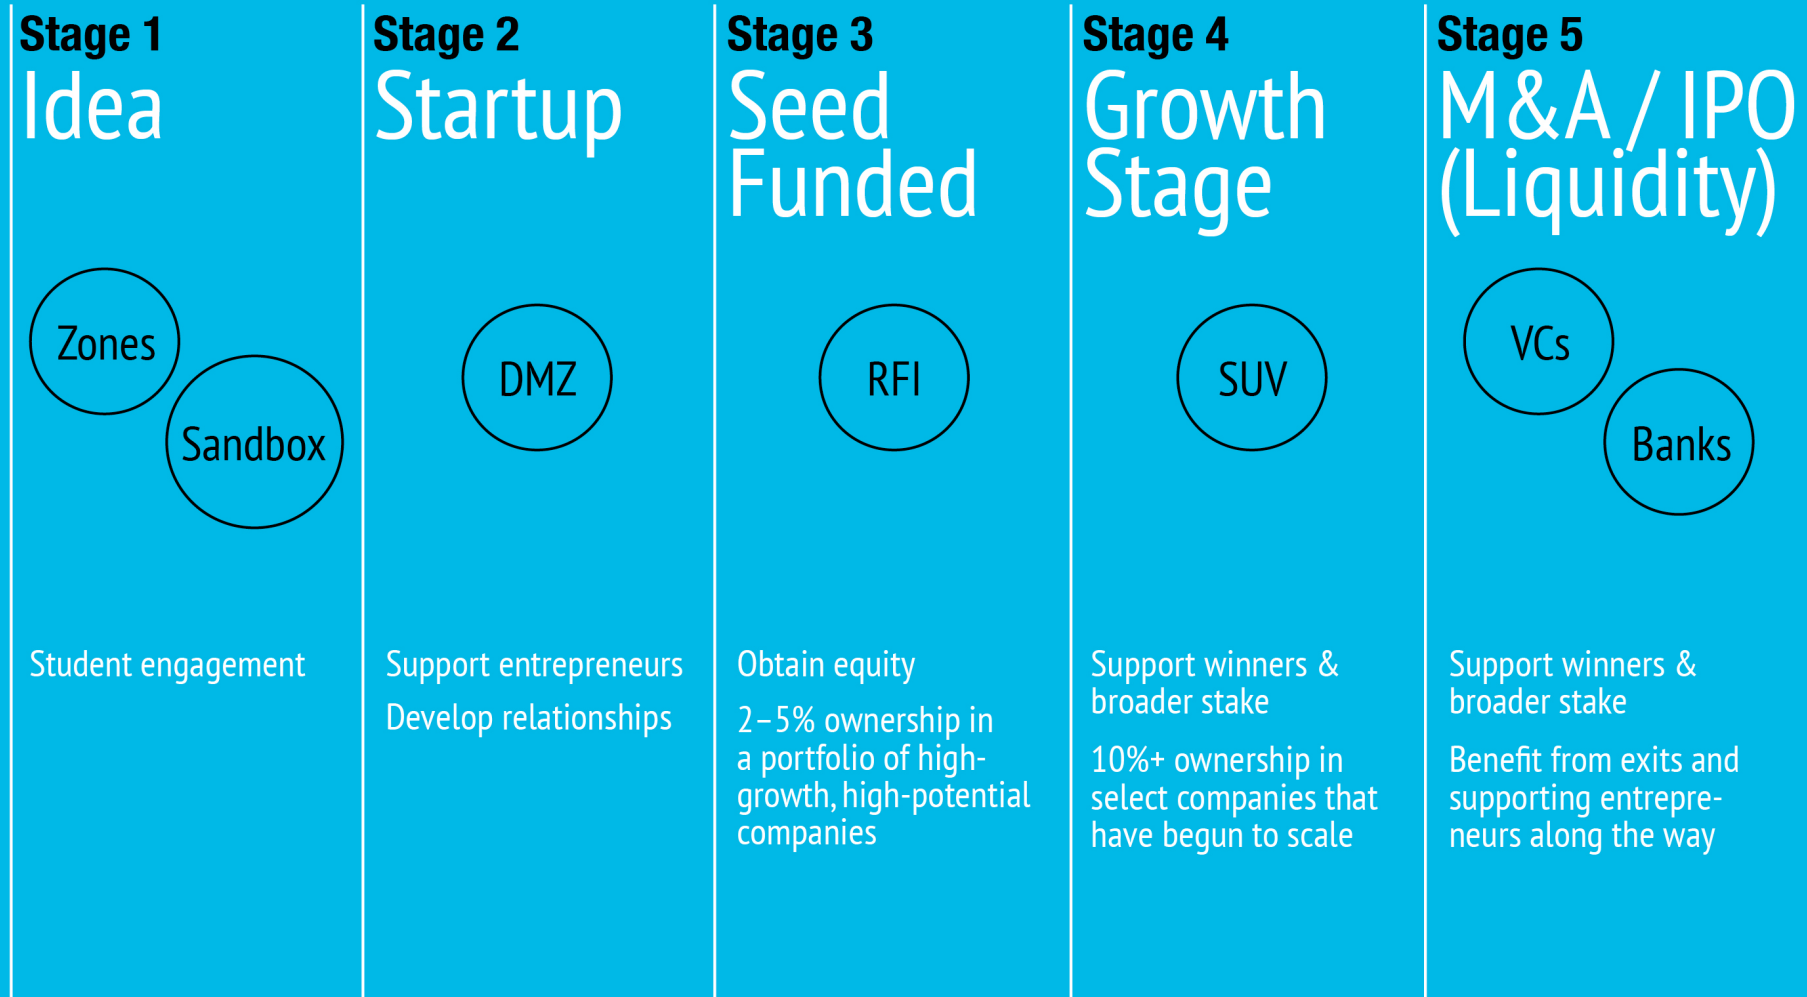 Stage 1
Idea
Zones
Sandbox
Student engagement
Stage 2
Startup
DMZ
Support entrepreneurs
Develop relationships
Stage 3
Seed
Funded
RFI
Obtain equity
2–5% ownership in
a portfolio of high-
growth, high-potential
companies
Stage 4
Growth
Stage
SUV
Support winners &
broader stake
10%+ ownership in
select companies that
have begun to scale
Stage 5
M&A / IPO
(Liquidity)
VCs
Banks
Support winners &
broader stake
Benefit from exits and
supporting entrepre-
neurs along the way